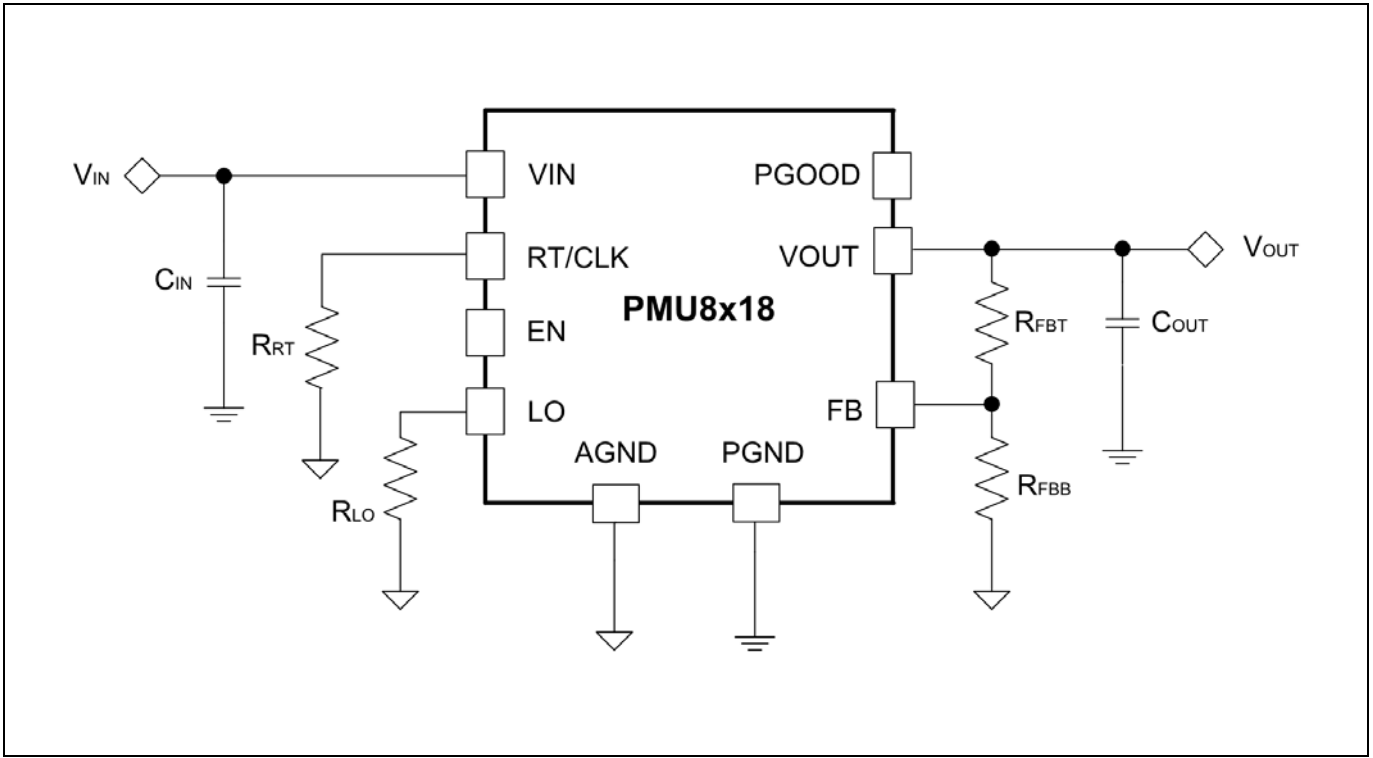 VIN
VIN
PGOOD
RT/CLK
VOUT
VOUT
CIN
PMU8x18
RFBT
COUT
RRT
EN
LO
FB
AGND
PGND
RLO
RFBB